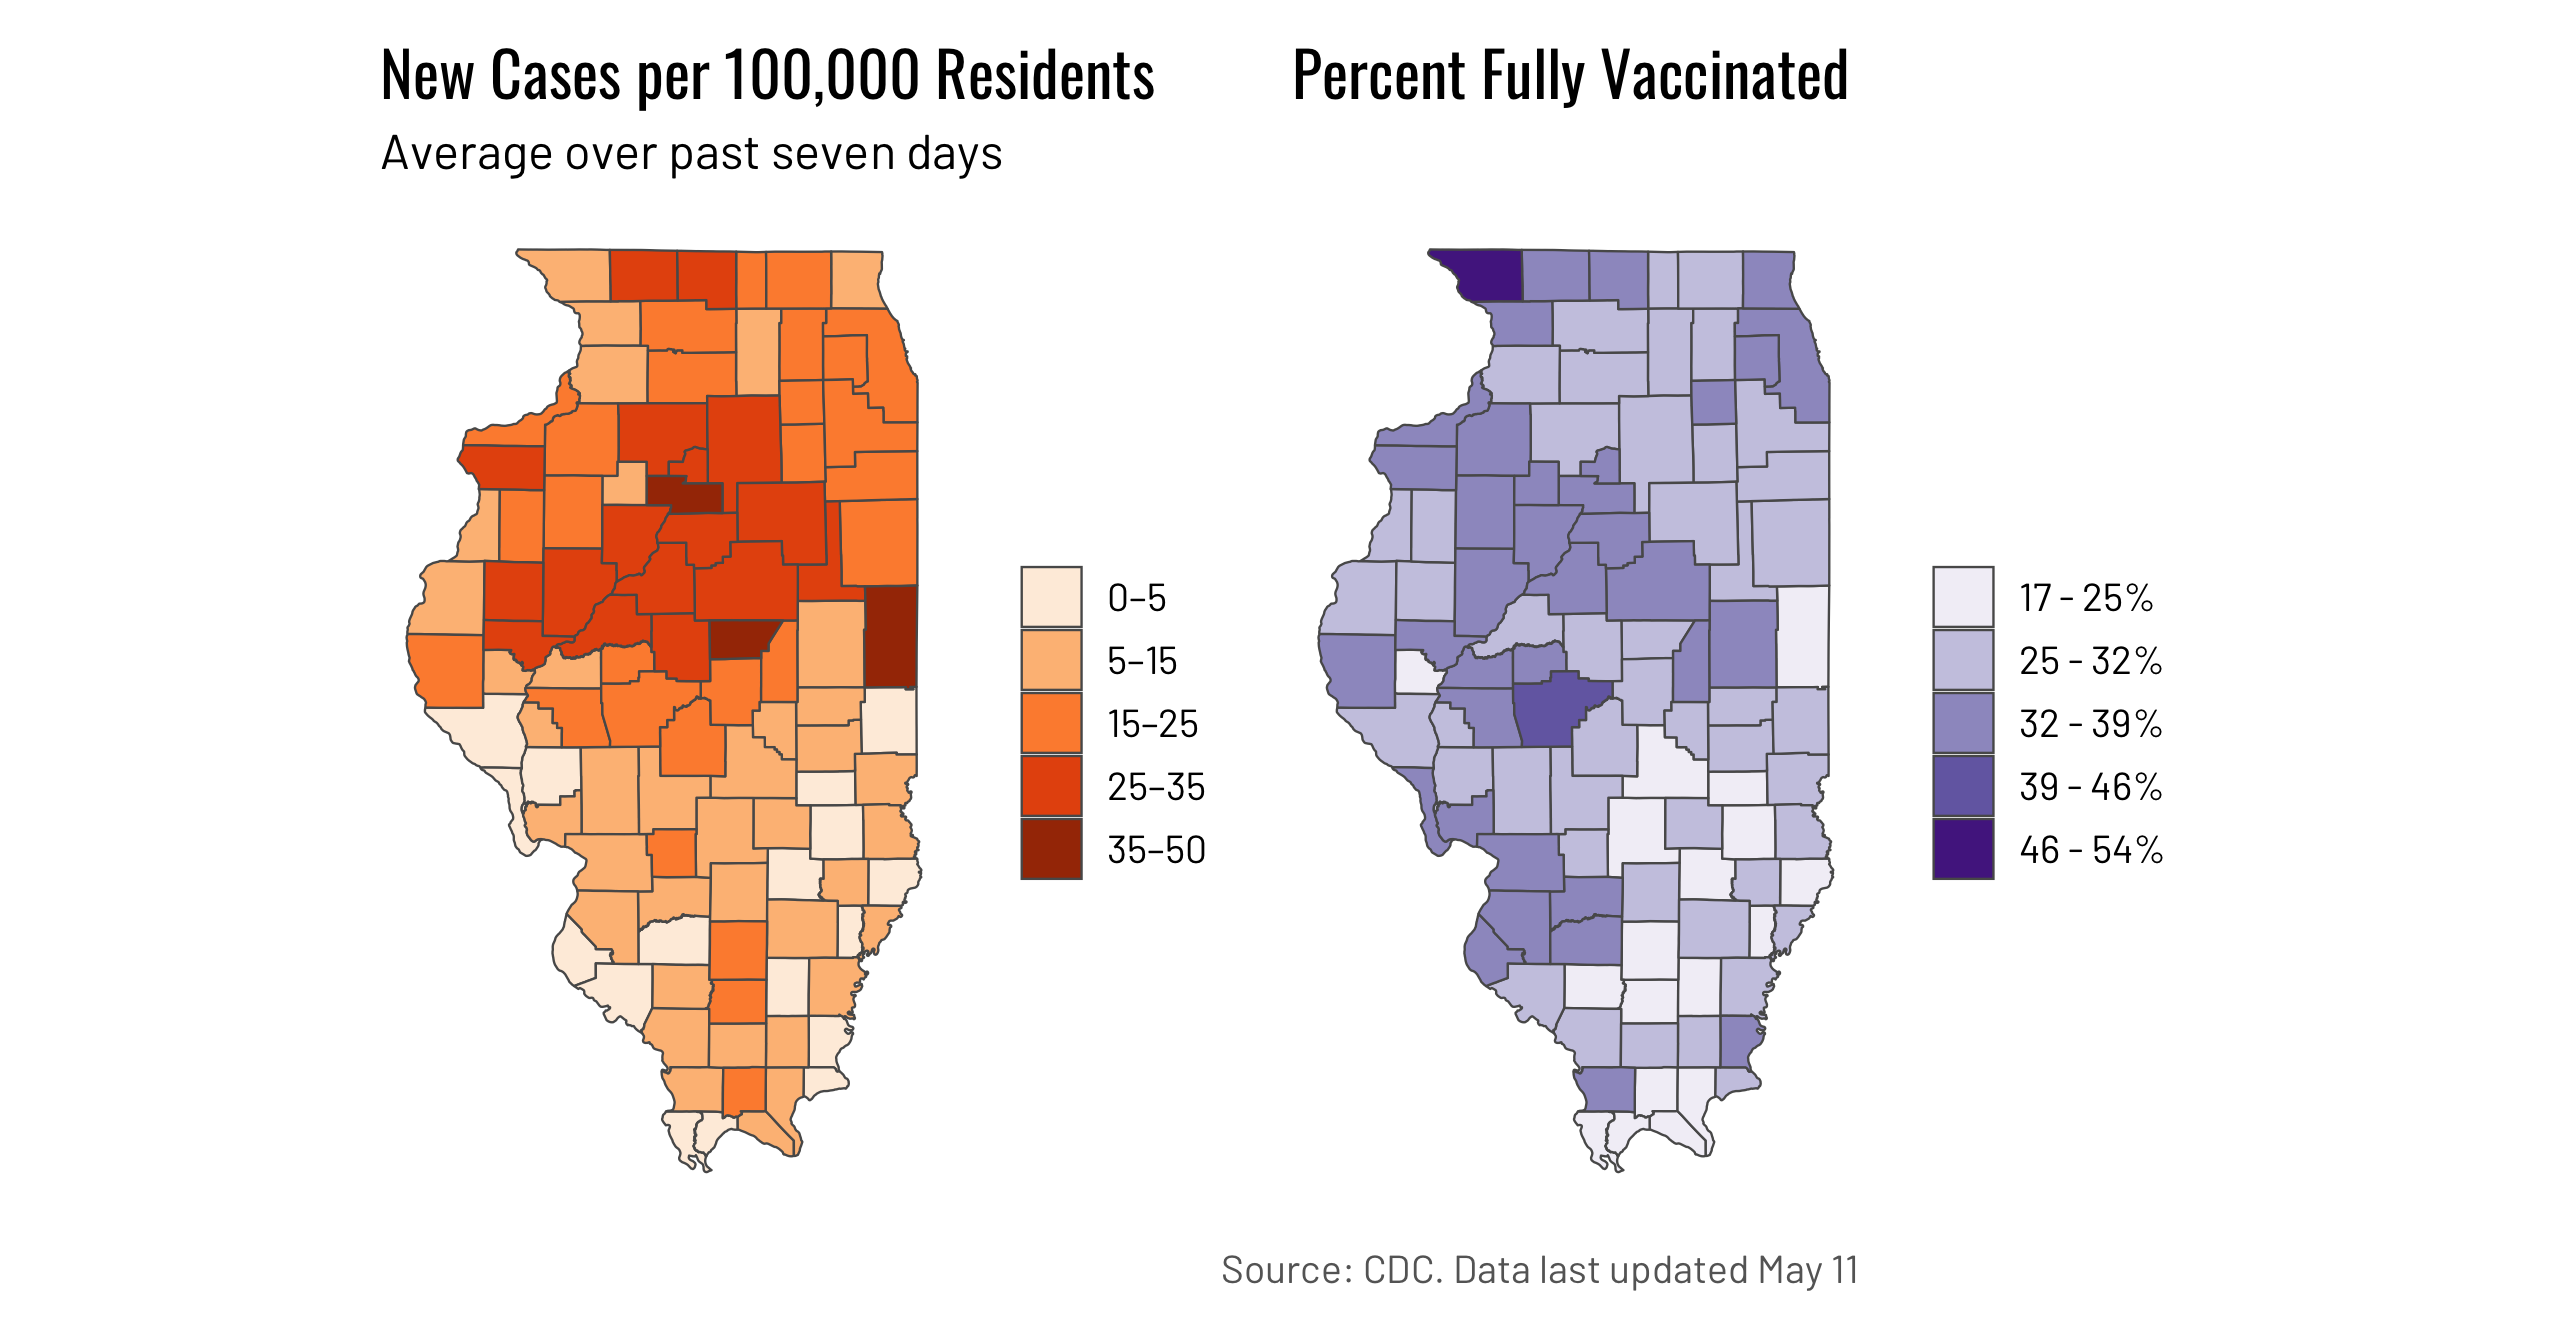 New Cases per 100,000 Residents
Average over past seven days
0–5
5–15
15–25
25–35
35–50
Percent Fully Vaccinated
17 - 25%
25 - 32%
32 - 39%
39 - 46%
46 - 54%
Source: CDC. Data last updated May 11